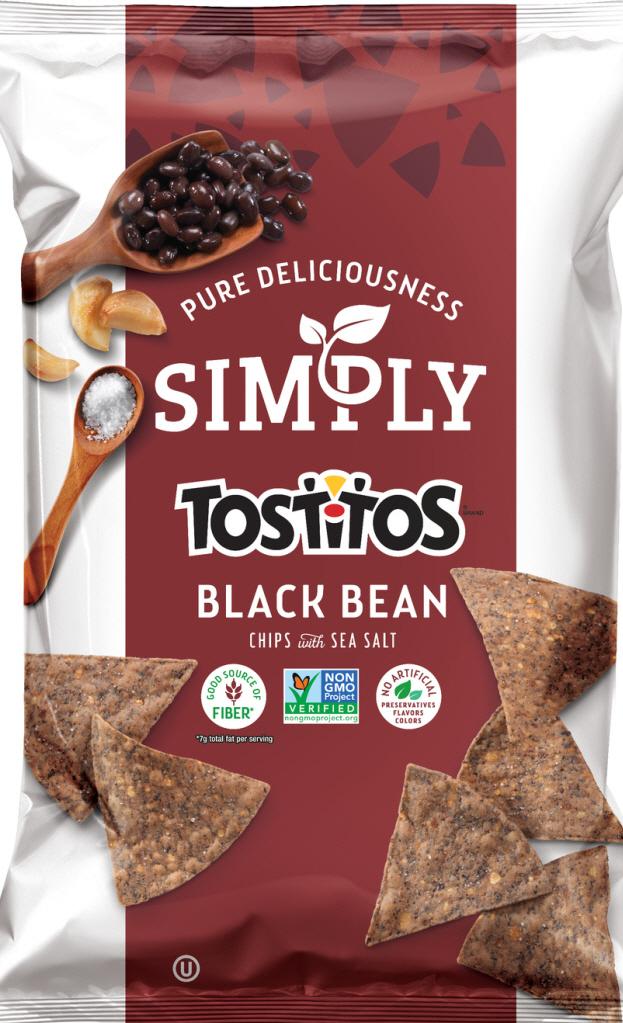 PURE DELICIOUSNESS
SIMPLY
TOSTITOS
® BRAND
BLACK BEAN
CHIPS with SEA SALT
GOOD SOURCE OF
FIBER*
NON
GMO
Project
VERIFIED
nongmoproject.org
NO ARTIFICIAL
PRESERVATIVES
FLAVORS
COLORS
*7g total fat per serving
U